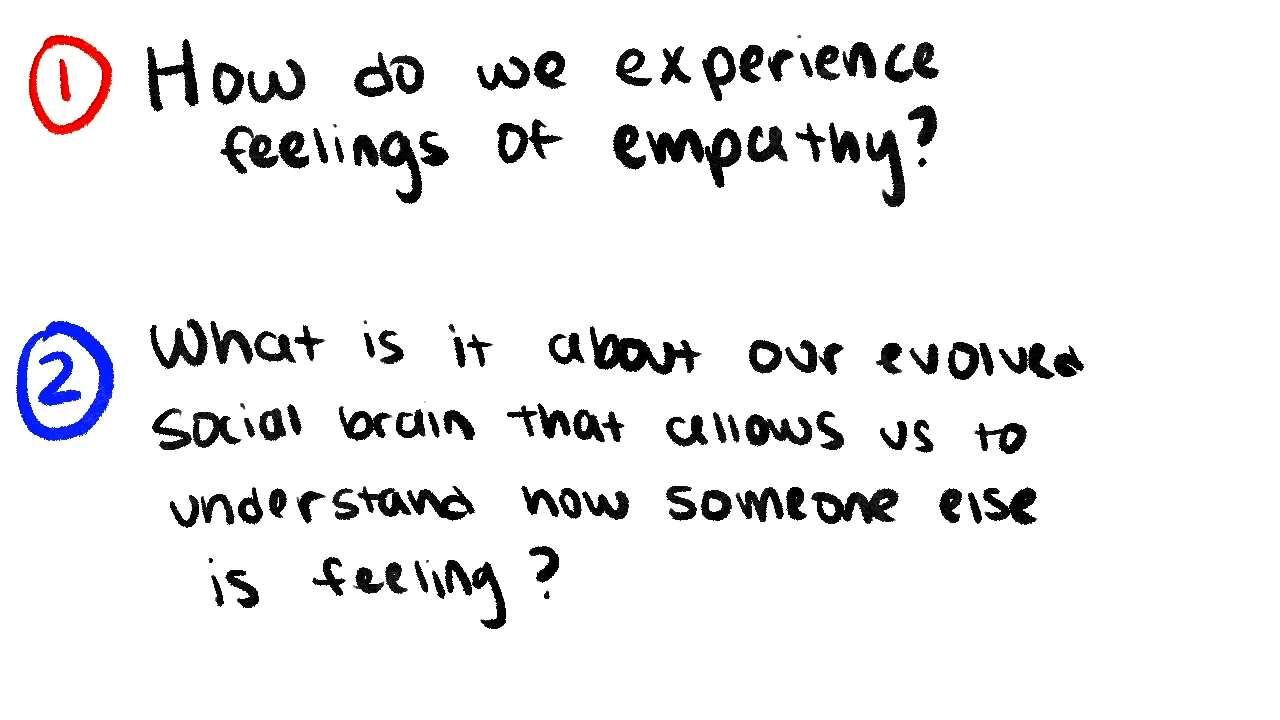 1 How do we experience
feelings of empathy?
2 What is it about our evolved
social brain that allows us to
understand how someone else
is feeling?